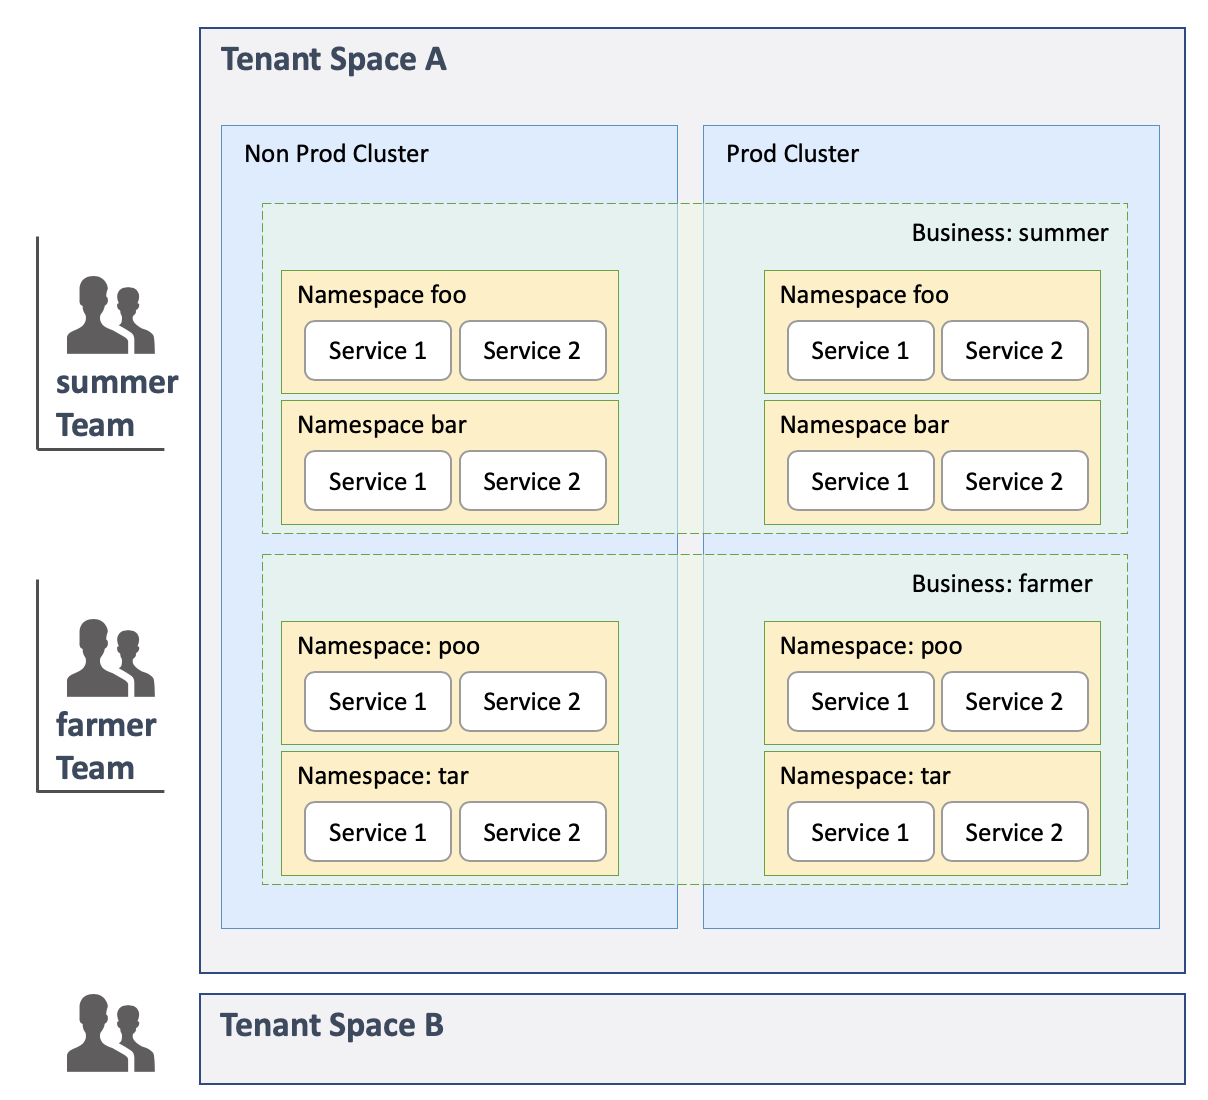 Tenant Space A
Non Prod Cluster
Prod Cluster
Business: summer
Namespace foo
Service 1
Service 2
Namespace bar
Service 1
Service 2
Namespace foo
Service 1
Service 2
Namespace bar
Service 1
Service 2
summer
Team
Business: farmer
Namespace: poo
Service 1
Service 2
Namespace: tar
Service 1
Service 2
Namespace: poo
Service 1
Service 2
Namespace: tar
Service 1
Service 2
farmer
Team
Tenant Space B